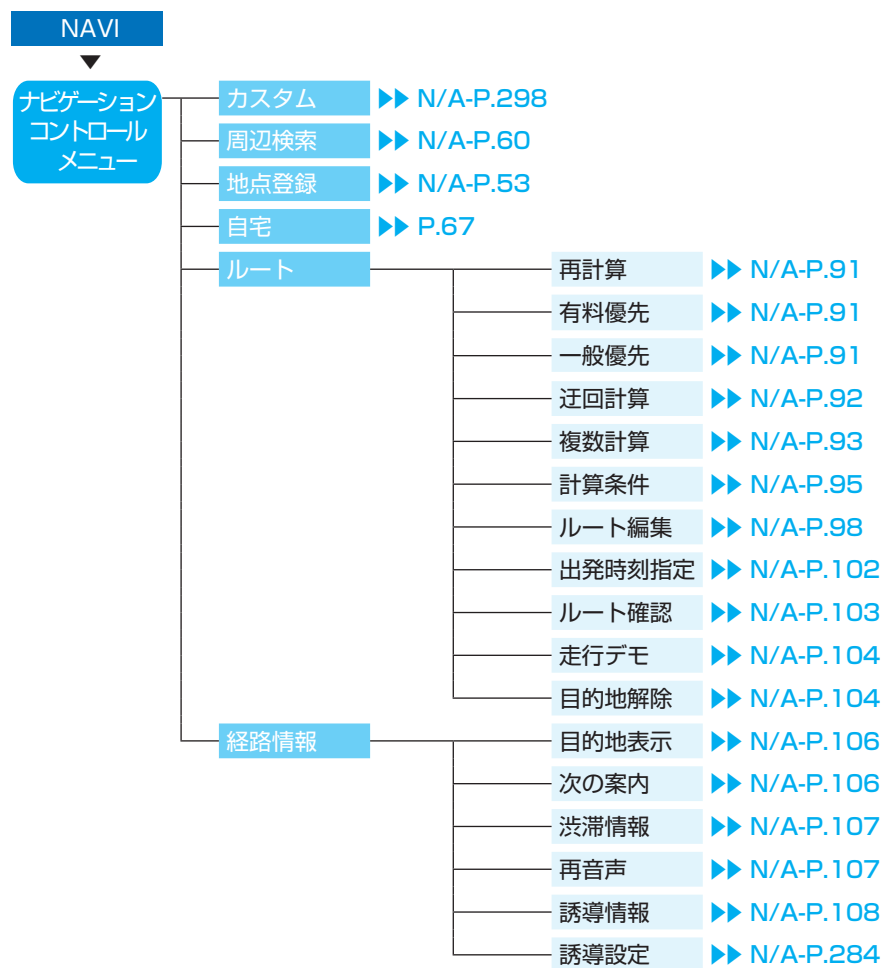 NAVI
▼
ナビゲーション
コントロール
メニュー
カスタム ▶▶ N/A-P.298
周辺検索 ▶▶ N/A-P.60
地点登録 ▶▶ N/A-P.53
自宅 ▶▶ P.67
ルート
再計算 ▶▶ N/A-P.91
有料優先 ▶▶ N/A-P.91
一般優先 ▶▶ N/A-P.91
迂回計算 ▶▶ N/A-P.92
複数計算 ▶▶ N/A-P.93
計算条件 ▶▶ N/A-P.95
ルート編集 ▶▶ N/A-P.98
出発時刻指定 ▶▶ N/A-P.102
ルート確認 ▶▶ N/A-P.103
走行デモ ▶▶ N/A-P.104
目的地解除 ▶▶ N/A-P.104
経路情報
目的地表示 ▶▶ N/A-P.106
次の案内 ▶▶ N/A-P.106
渋滞情報 ▶▶ N/A-P.107
再音声 ▶▶ N/A-P.107
誘導情報 ▶▶ N/A-P.108
誘導設定 ▶▶ N/A-P.284